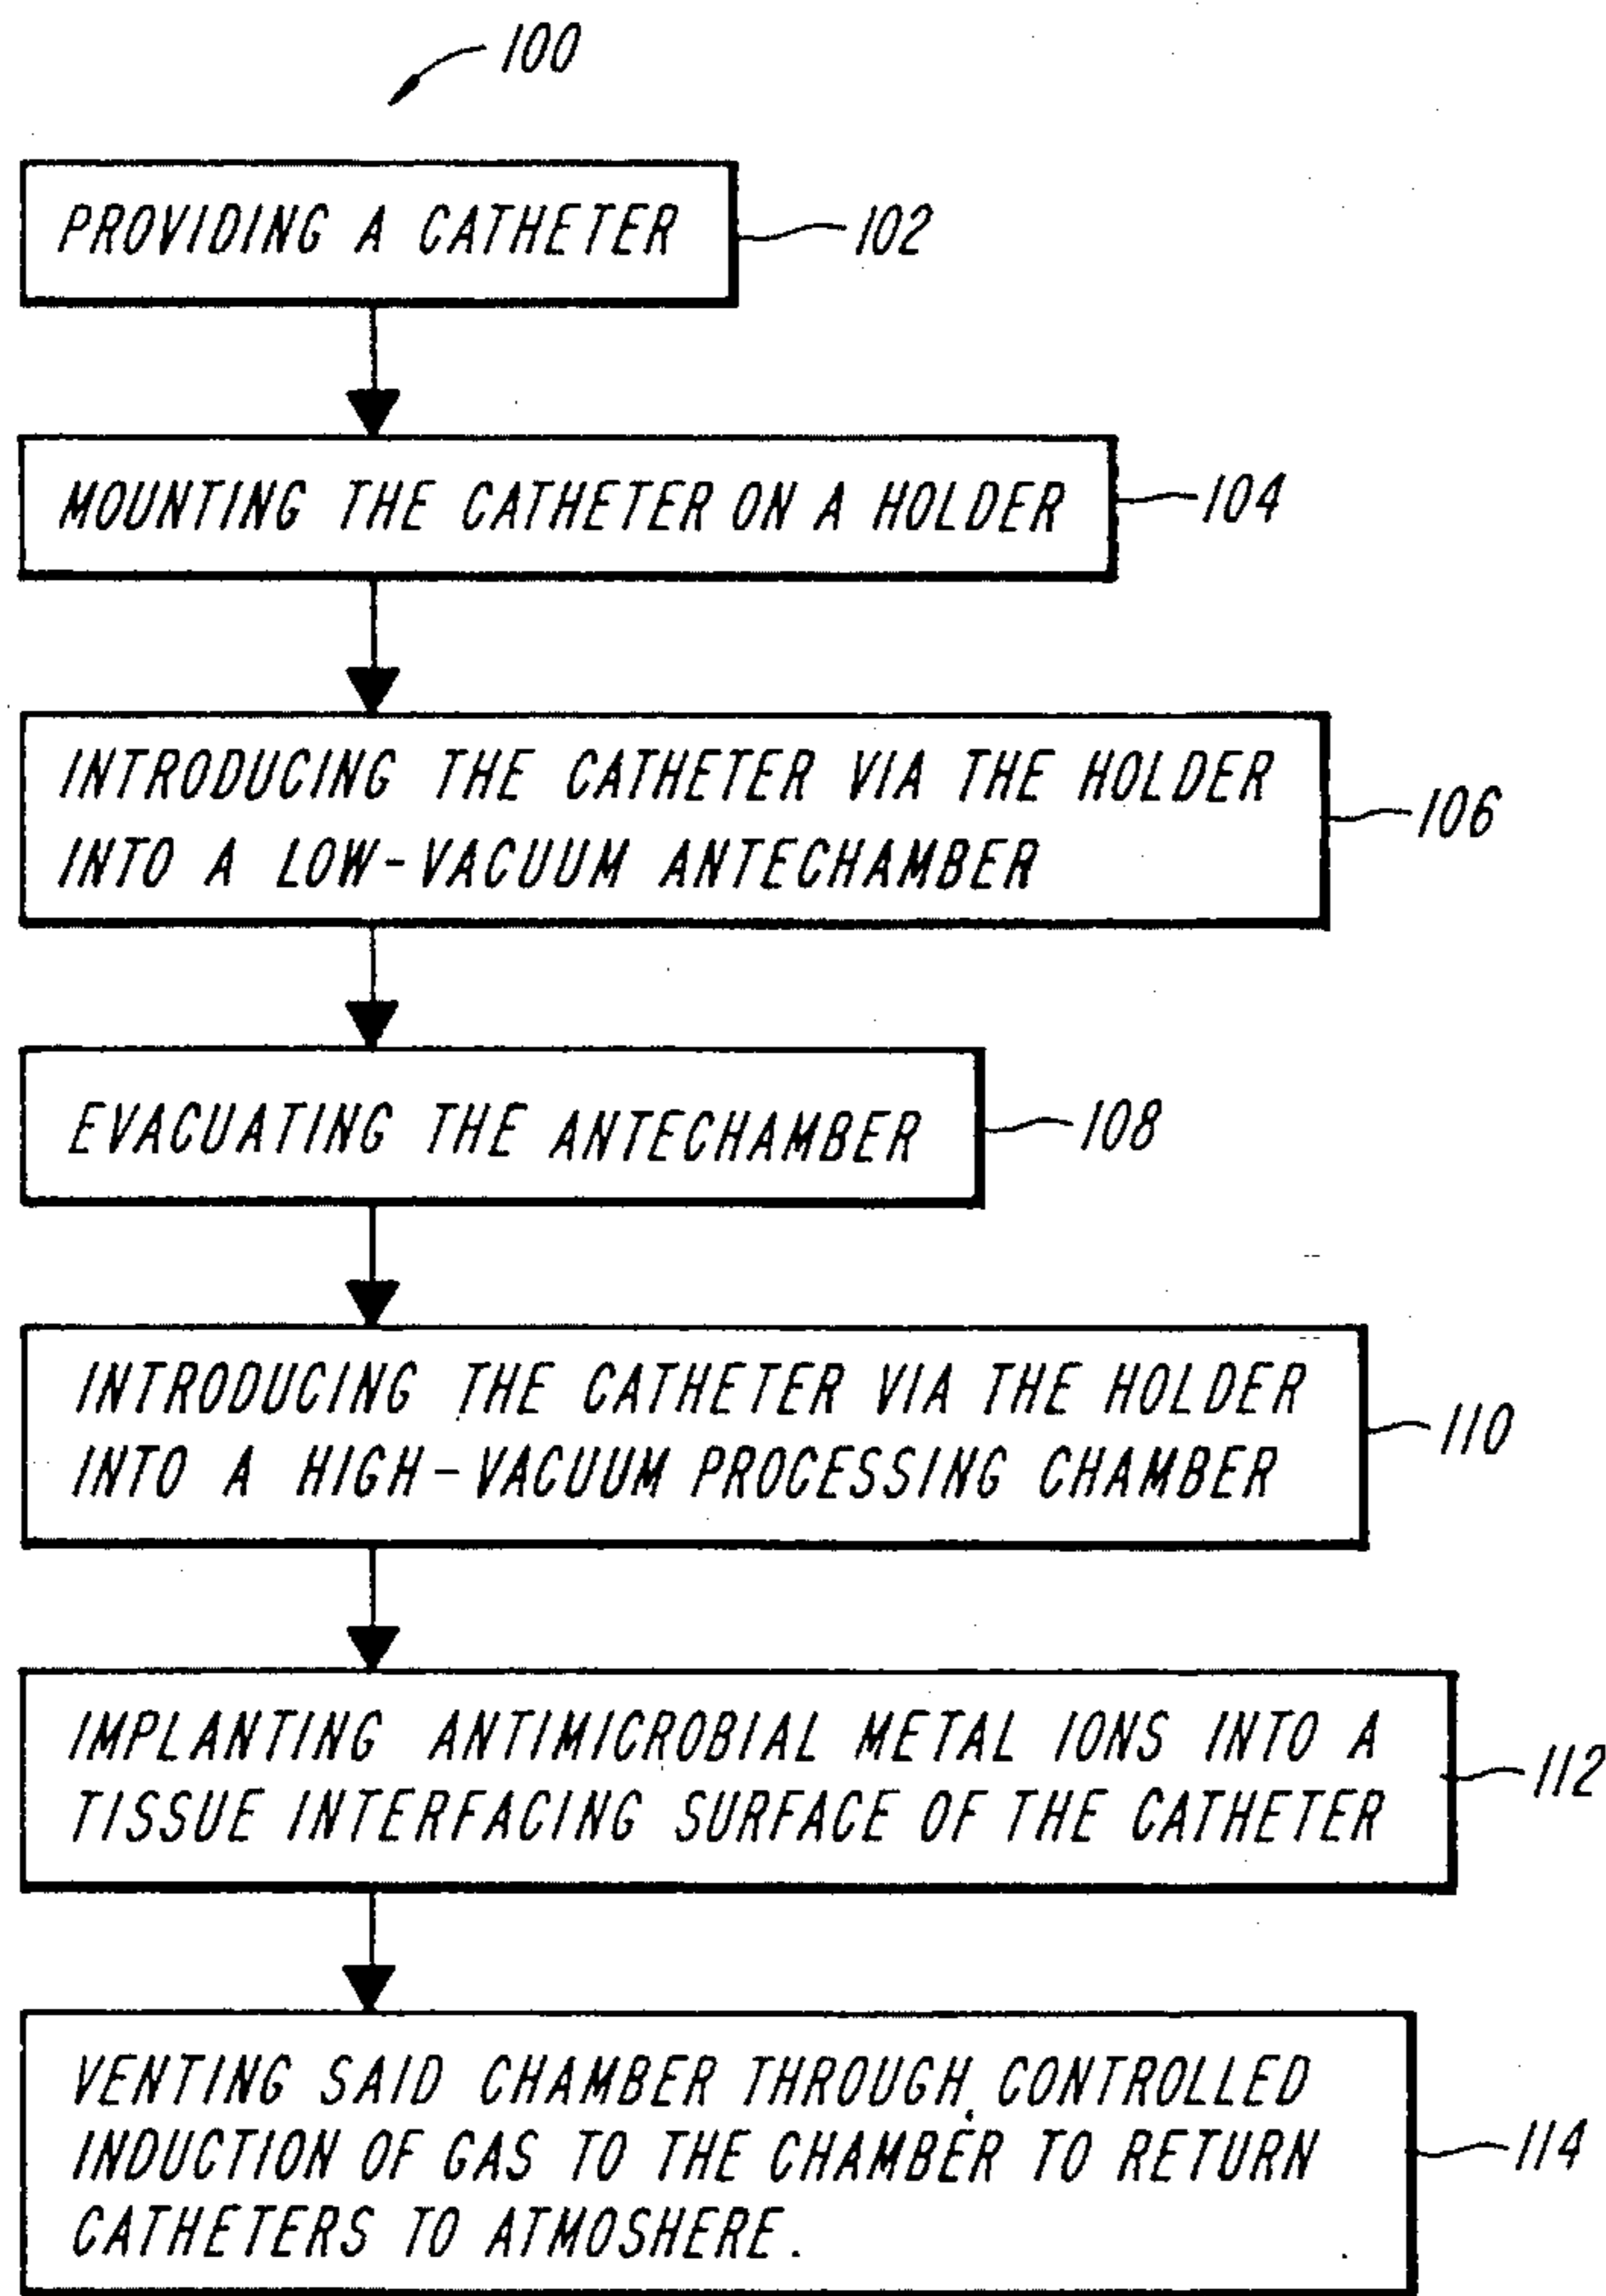 100
PROVIDING A CATHETER
102
MOUNTING THE CATHETER ON A HOLDER
104
INTRODUCING THE CATHETER VIA THE HOLDER
INTO A LOW-VACUUM ANTECHAMBER
106
EVACUATING THE ANTECHAMBER
108
INTRODUCING THE CATHETER VIA THE HOLDER
INTO A HIGH-VACUUM PROCESSING CHAMBER
110
IMPLANTING ANTIMICROBIAL METAL IONS INTO A
TISSUE INTERFACING SURFACE OF THE CATHETER
112
VENTING SAID CHAMBER THROUGH CONTROLLED
INDUCTION OF GAS TO THE CHAMBER TO RETURN
CATHETERS TO ATMOSHERE.
114